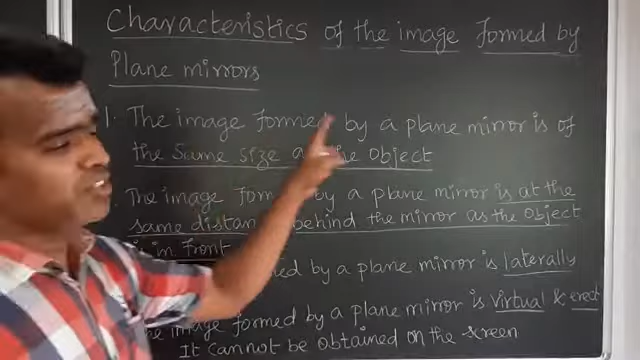 Characteristics of the image formed by
Plane mirrors
1. The image formed by a plane mirror is of
the same size as the object
The image formed by a plane mirror is at the
same distance behind the mirror as the object
is in front
by a plane mirror is laterally
The image formed by a plane mirror is virtual & erect
It cannot be obtained on the screen